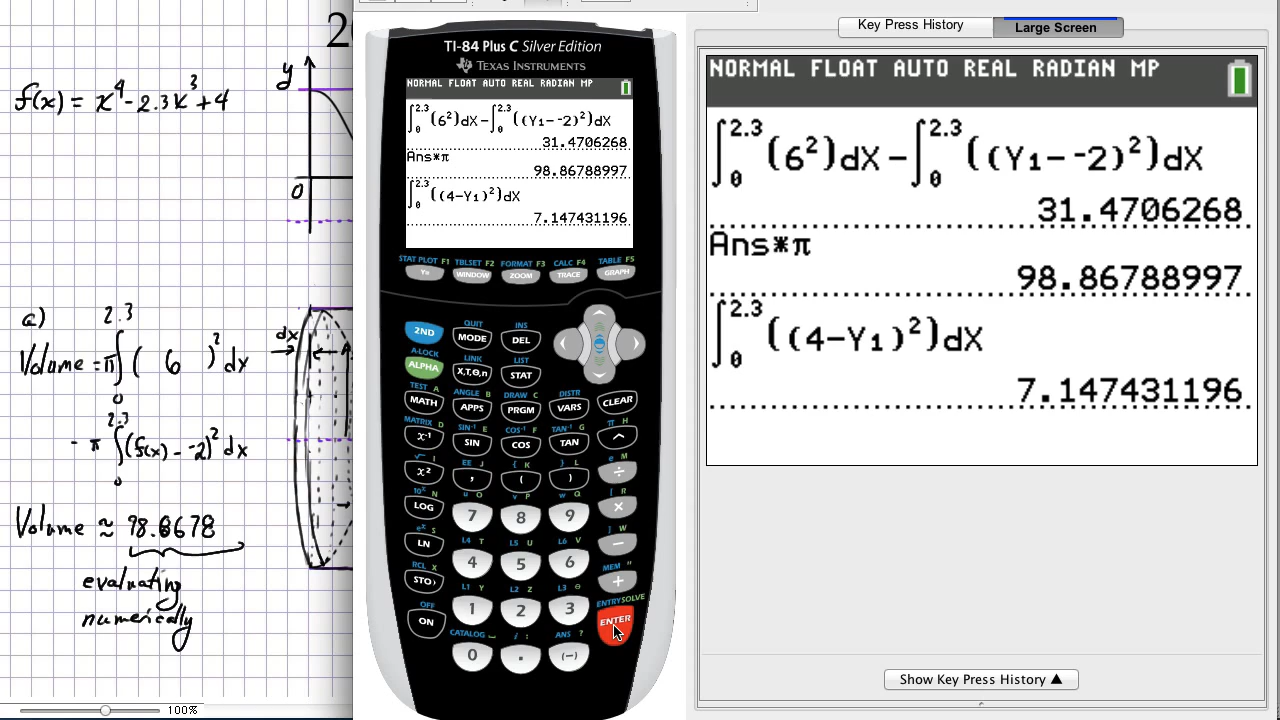 20
f(x) = x⁴ - 2.3x³ + 4
y
0
a)
Volume = π∫₀^2.3 ( 6 )² dx
- π∫₀^2.3 (f(x) - -2)² dx
Volume ≈ 98.8678
evaluating
numerically
dx
100%
TI-84 Plus C Silver Edition
TEXAS INSTRUMENTS
NORMAL FLOAT AUTO REAL RADIAN MP
∫₀^2.3 (6²)dX-∫₀^2.3 ((Y₁--2)²)dX
31.4706268
Ans*π
98.86788997
∫₀^2.3 ((4-Y₁)²)dX
7.147431196
STAT PLOT F1 TBLSET F2 FORMAT F3 CALC F4 TABLE F5
Y= WINDOW ZOOM TRACE GRAPH
QUIT INS
2ND MODE DEL
A-LOCK LINK LIST
ALPHA X,T,Θ,n STAT
TEST A ANGLE B DRAW C DISTR
MATH APPS PRGM VARS CLEAR
MATRIX D SIN⁻¹ E COS⁻¹ F TAN⁻¹ G π H
x⁻¹ SIN COS TAN ^
√ I EE J { K } L e M
x² , ( ) ÷
10ˣ N u O v P w Q [ R
LOG 7 8 9 ×
eˣ S L4 T L5 U L6 V ] W
LN 4 5 6 −
RCL X L1 Y L2 Z L3 θ MEM "
STO› 1 2 3 +
OFF CATALOG ⎵ i : ANS ? ENTRY SOLVE
ON 0 . (−) ENTER
Key Press History Large Screen
NORMAL FLOAT AUTO REAL RADIAN MP
∫₀^2.3 (6²)dX-∫₀^2.3 ((Y₁--2)²)dX
31.4706268
Ans*π
98.86788997
∫₀^2.3 ((4-Y₁)²)dX
7.147431196
Show Key Press History ▲